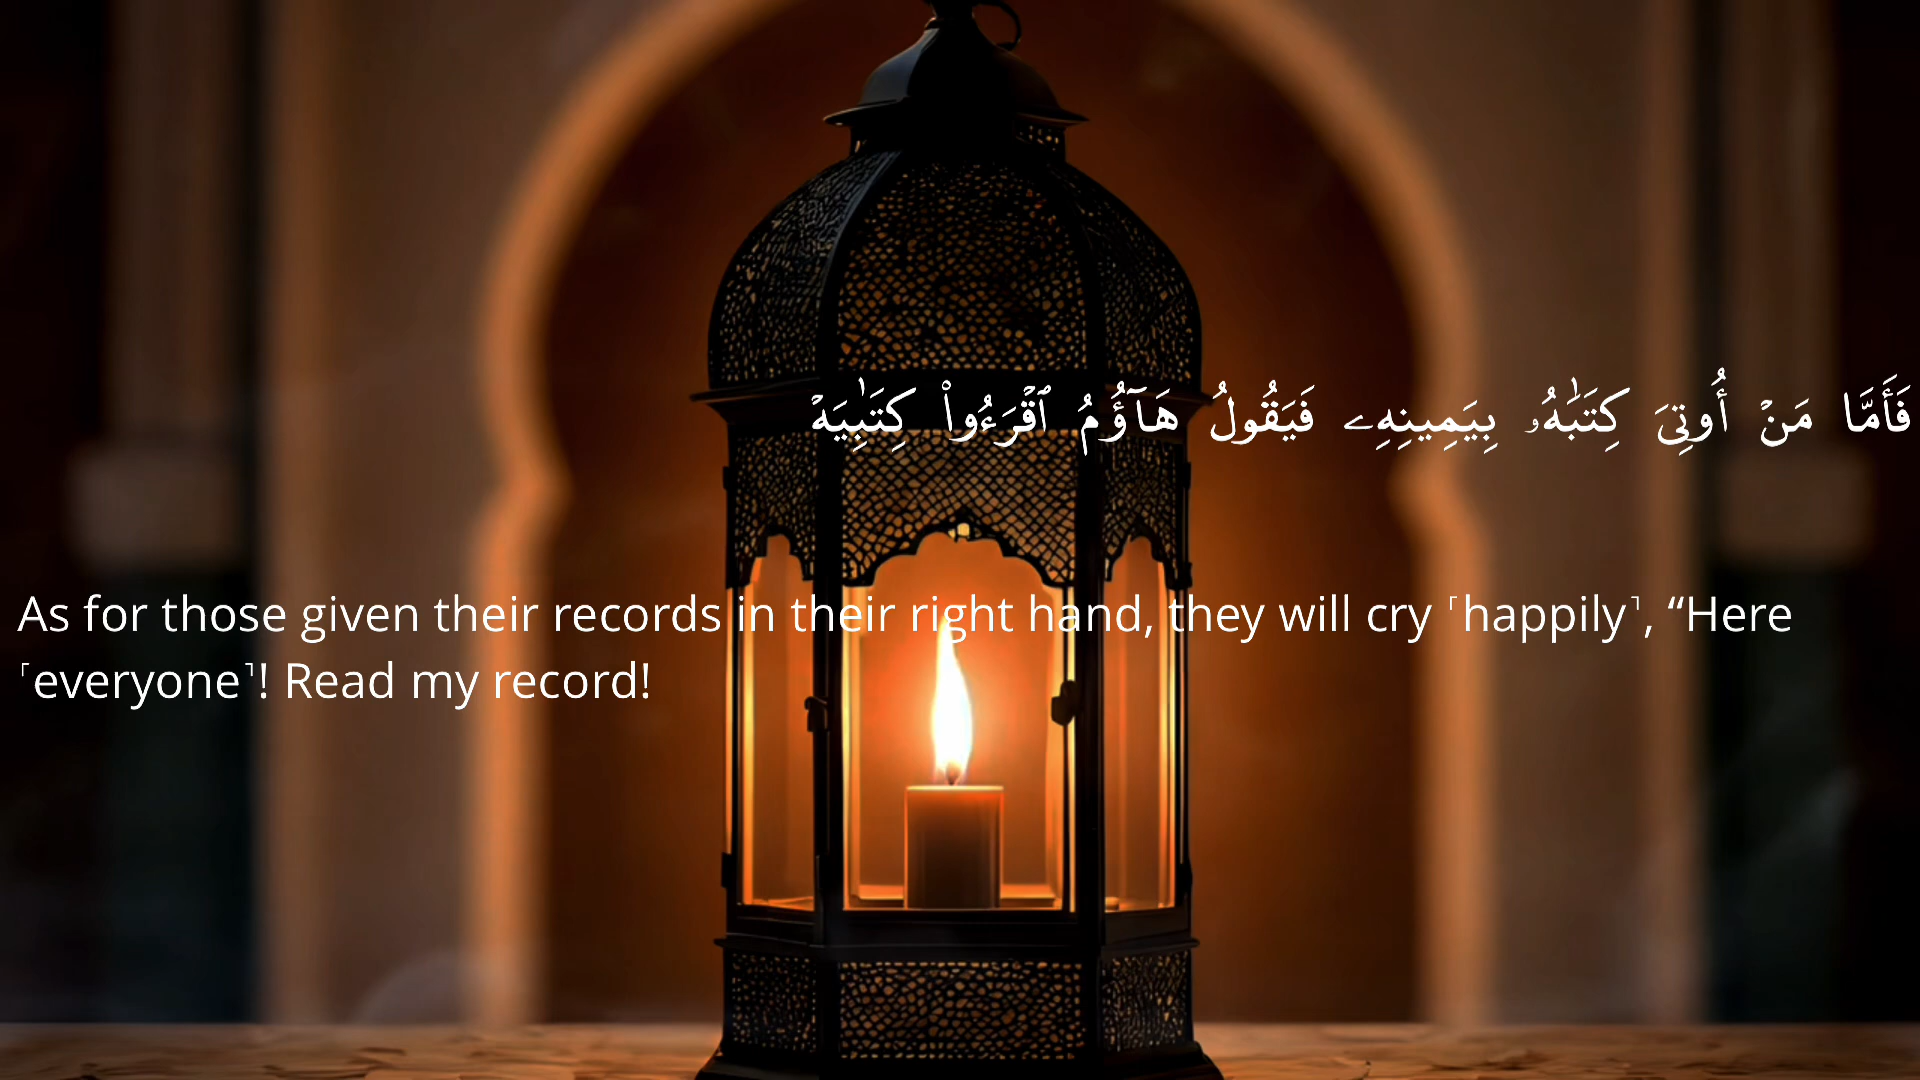 فَأَمَّا مَنْ أُوتِىَ كِتَـٰبَهُۥ بِيَمِينِهِۦ فَيَقُولُ هَآؤُمُ ٱقْرَءُوا۟ كِتَـٰبِيَهْ
As for those given their records in their right hand, they will cry ˹happily˺, “Here
˹everyone˺! Read my record!